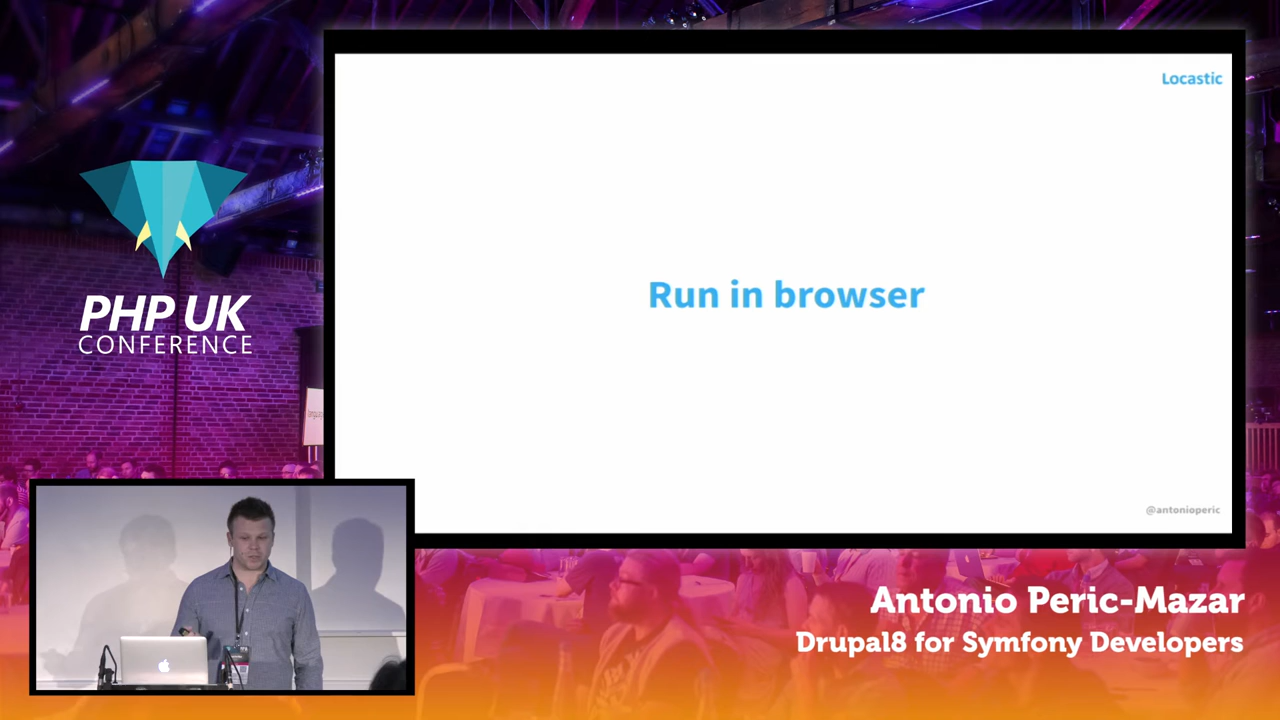 Locastic
PHP UK
CONFERENCE
Run in browser
@antonioperic
Antonio Peric-Mazar
Drupal8 for Symfony Developers